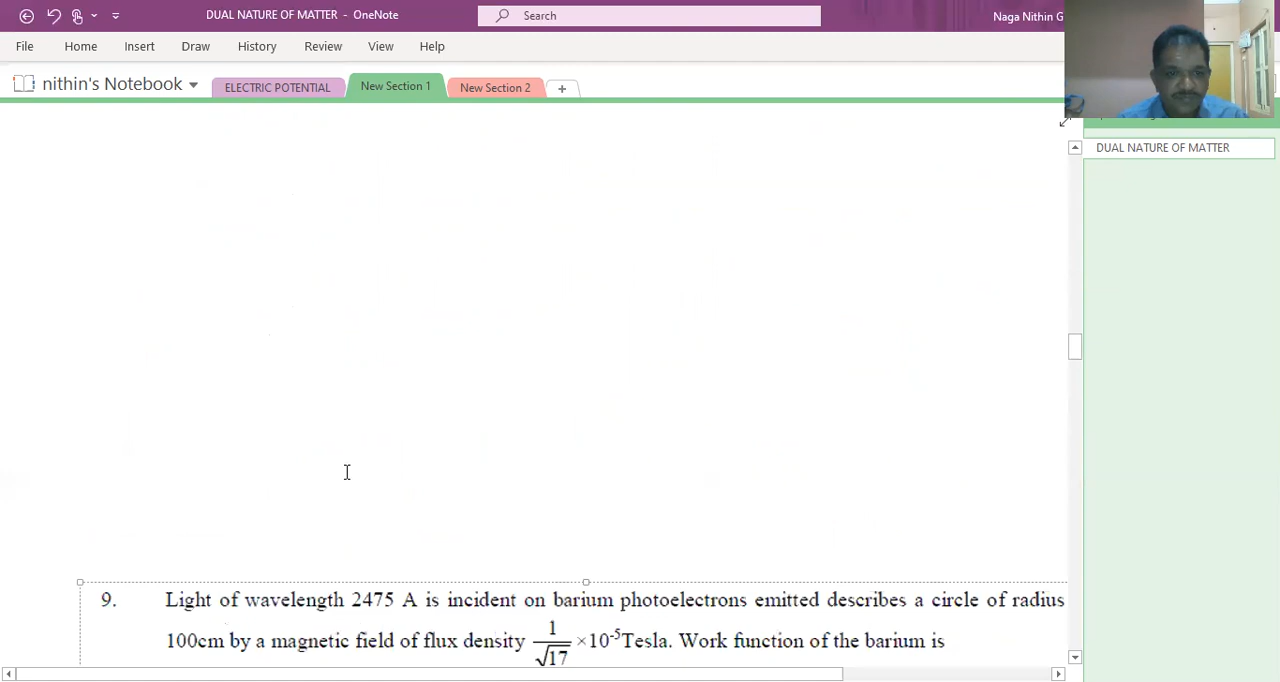 DUAL NATURE OF MATTER - OneNote
Search
Naga Nithin G
File Home Insert Draw History Review View Help
nithin's Notebook ELECTRIC POTENTIAL New Section 1 New Section 2 +
DUAL NATURE OF MATTER
9. Light of wavelength 2475 A is incident on barium photoelectrons emitted describes a circle of radius
100cm by a magnetic field of flux density 1/√17 ×10⁻⁵Tesla. Work function of the barium is